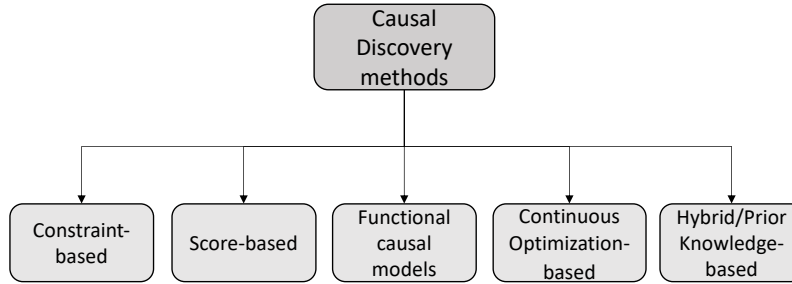 Causal
Discovery
methods
Constraint-
based
Score-based
Functional
causal
models
Continuous
Optimization-
based
Hybrid/Prior
Knowledge-
based